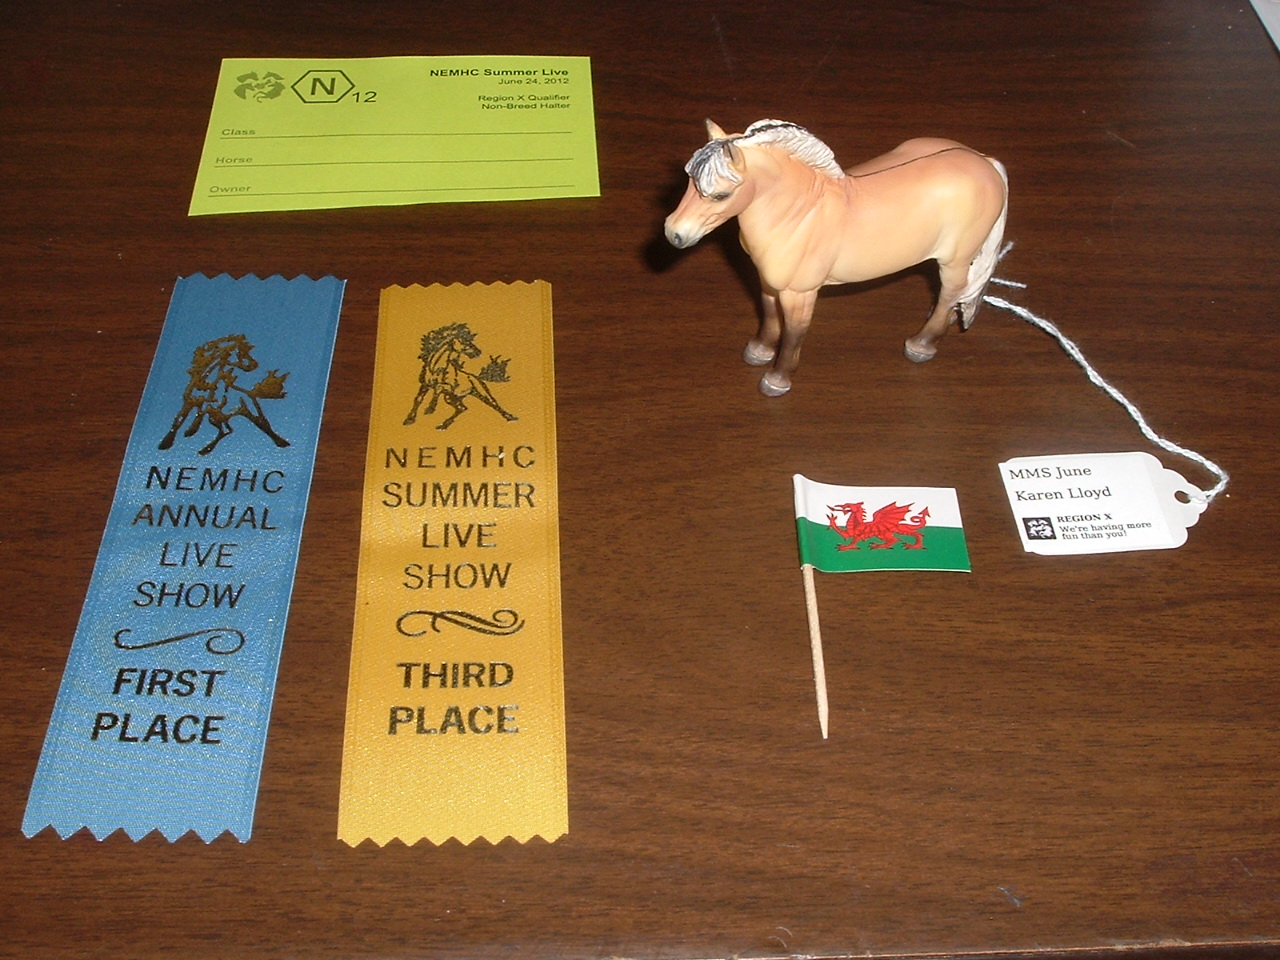 NEMHC Summer Live
June 24, 2012
N 12
Region X Qualifier
Non-Breed Halter
Class
Horse
Owner
NEMHC
ANNUAL
LIVE
SHOW
FIRST
PLACE
NEMHC
SUMMER
LIVE
SHOW
THIRD
PLACE
MMS June
Karen Lloyd
REGION X
We're having more
fun than you!